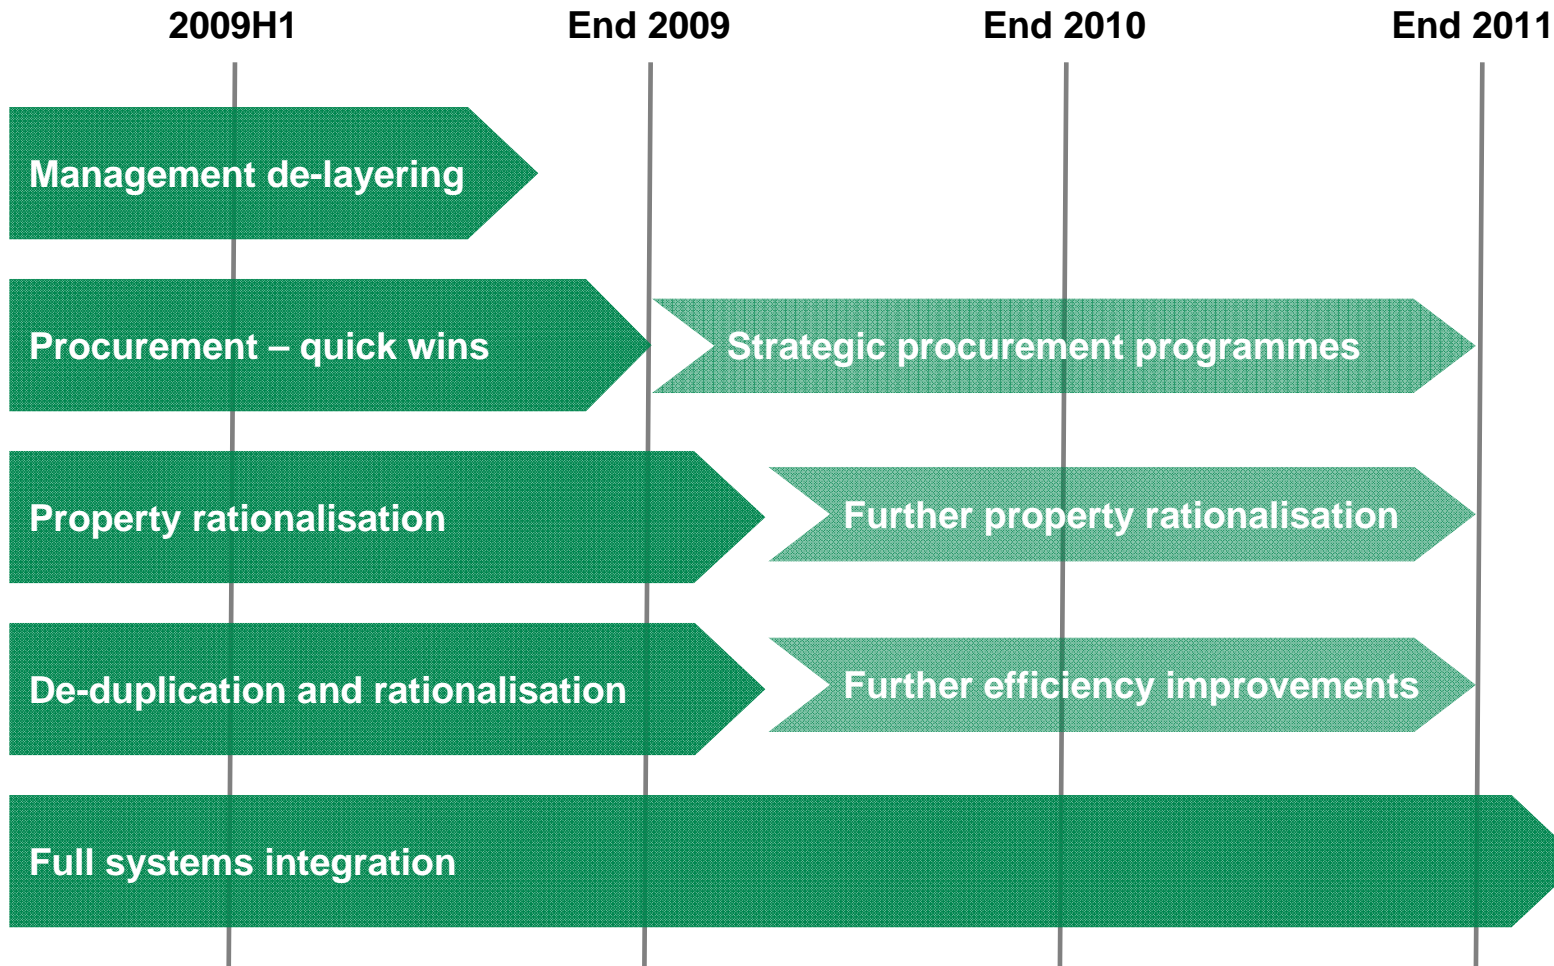 2009H1
End 2009
End 2010
End 2011
Management de-layering
Procurement – quick wins
Strategic procurement programmes
Property rationalisation
Further property rationalisation
De-duplication and rationalisation
Further efficiency improvements
Full systems integration